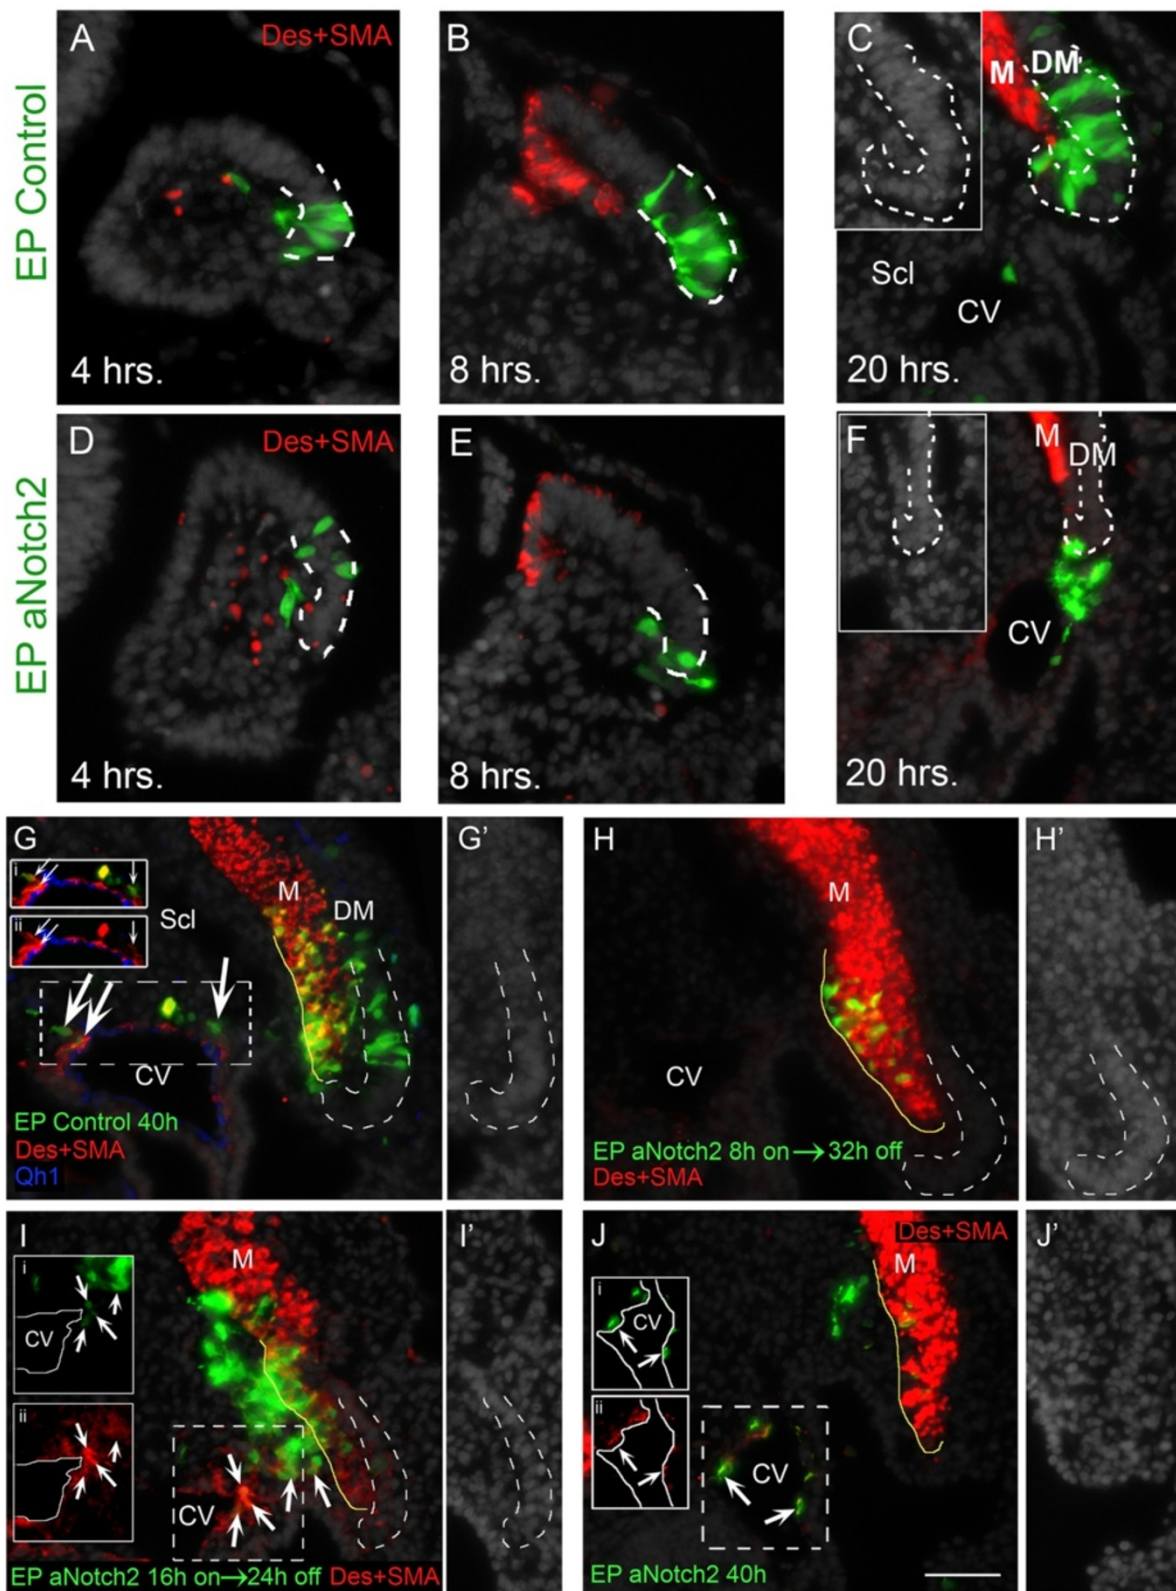 EP Control
A
Des+SMA
4 hrs.
B
8 hrs.
C
M
DM
Scl
CV
20 hrs.
EP aNotch2
D
Des+SMA
4 hrs.
E
8 hrs.
F
M
DM
CV
20 hrs.
G
i
ii
Scl
M
DM
CV
EP Control 40h
Des+SMA
Qh1
G'
H
M
CV
EP aNotch2 8h on→32h off
Des+SMA
H'
I
i
CV
ii
M
CV
EP aNotch2 16h on→24h off Des+SMA
I'
J
Des+SMA
M
i
CV
ii
CV
EP aNotch2 40h
J'